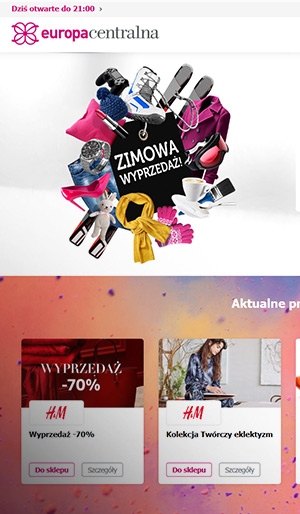 Dziś otwarte do 21:00 ›
europacentralna
ZIMOWA
WYPRZEDAŻ!
Aktualne pr
WYPRZEDAŻ
-70%
H&M
H&M
Wyprzedaż -70%
Kolekcja Twórczy eklektyzm
Do sklepu
Szczegóły
Do sklepu
Szczegóły